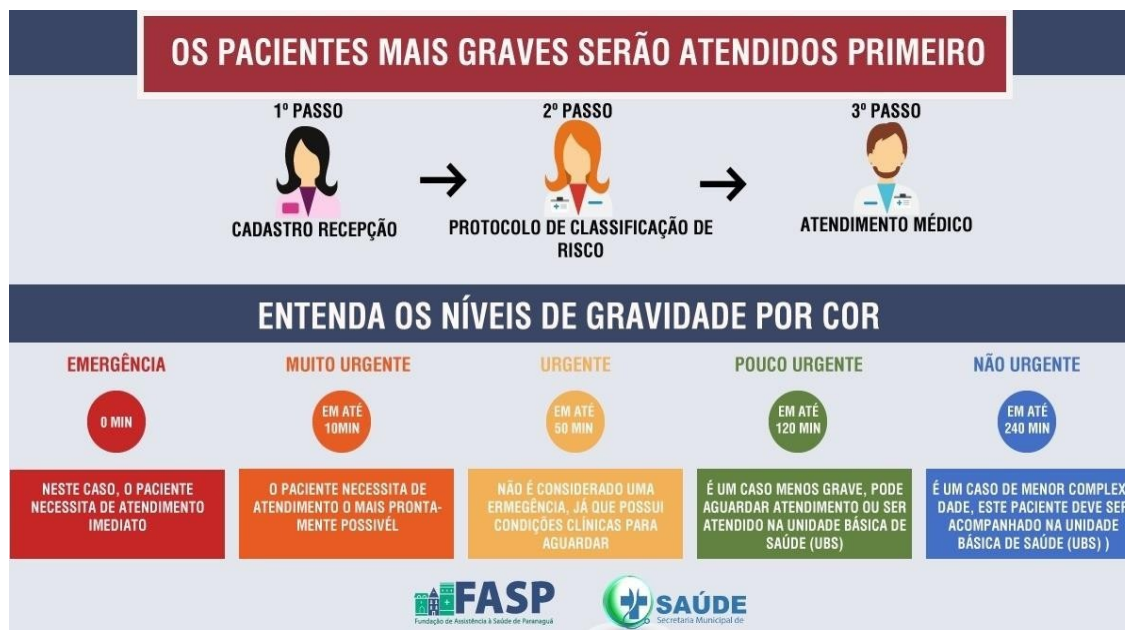 OS PACIENTES MAIS GRAVES SERÃO ATENDIDOS PRIMEIRO
1º PASSO
CADASTRO RECEPÇÃO
2º PASSO
PROTOCOLO DE CLASSIFICAÇÃO DE
RISCO
3º PASSO
ATENDIMENTO MÉDICO
ENTENDA OS NÍVEIS DE GRAVIDADE POR COR
EMERGÊNCIA
0 MIN
NESTE CASO, O PACIENTE
NECESSITA DE ATENDIMENTO
IMEDIATO
MUITO URGENTE
EM ATÉ
10MIN
O PACIENTE NECESSITA DE
ATENDIMENTO O MAIS PRONTA-
MENTE POSSIVÉL
URGENTE
EM ATÉ
50 MIN
NÃO É CONSIDERADO UMA
ERMEGÊNCIA, JÁ QUE POSSUI
CONDIÇÕES CLÍNICAS PARA
AGUARDAR
POUCO URGENTE
EM ATÉ
120 MIN
É UM CASO MENOS GRAVE, PODE
AGUARDAR ATENDIMENTO OU SER
ATENDIDO NA UNIDADE BÁSICA DE
SAÚDE (UBS)
NÃO URGENTE
EM ATÉ
240 MIN
É UM CASO DE MENOR COMPLEXI
DADE, ESTE PACIENTE DEVE SER
ACOMPANHADO NA UNIDADE
BÁSICA DE SAÚDE (UBS) )
FASP
Fundação de Assistência à Saúde de Paranaguá
SAÚDE
Secretaria Municipal de